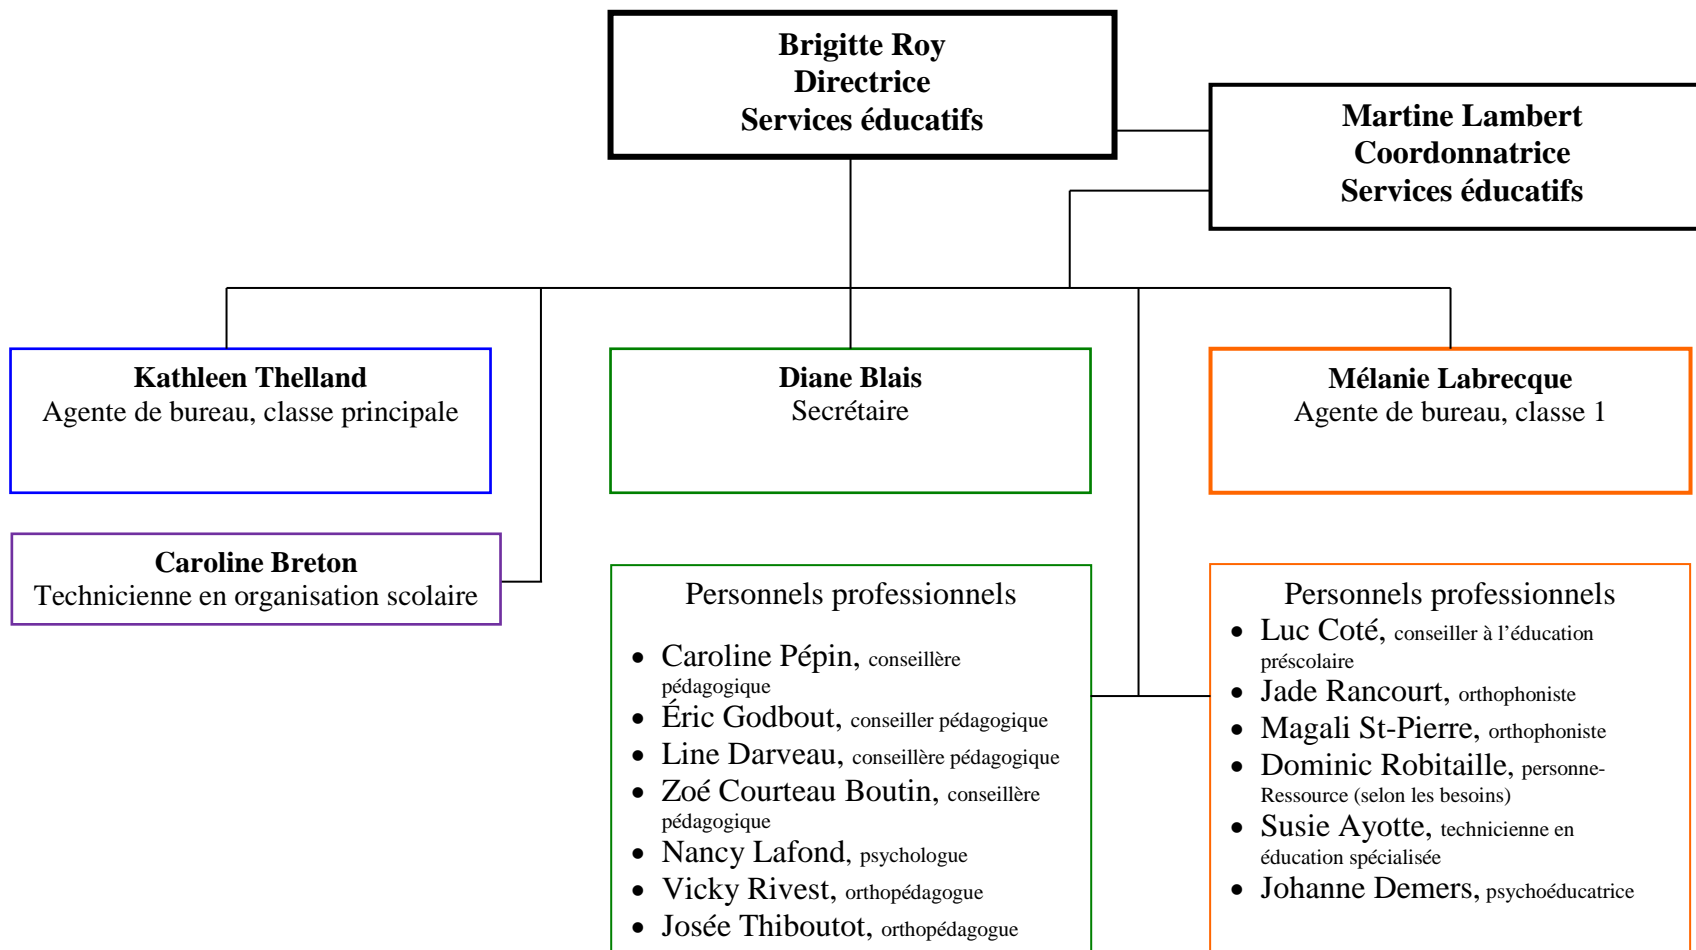 Brigitte Roy
Directrice
Services éducatifs
Martine Lambert
Coordonnatrice
Services éducatifs
Kathleen Thelland
Agente de bureau, classe principale
Diane Blais
Secrétaire
Mélanie Labrecque
Agente de bureau, classe 1
Caroline Breton
Technicienne en organisation scolaire
Personnels professionnels
• Caroline Pépin, conseillère
pédagogique
• Éric Godbout, conseiller pédagogique
• Line Darveau, conseillère pédagogique
• Zoé Courteau Boutin, conseillère
pédagogique
• Nancy Lafond, psychologue
• Vicky Rivest, orthopédagogue
• Josée Thiboutot, orthopédagogue
Personnels professionnels
• Luc Coté, conseiller à l’éducation
préscolaire
• Jade Rancourt, orthophoniste
• Magali St-Pierre, orthophoniste
• Dominic Robitaille, personne-
Ressource (selon les besoins)
• Susie Ayotte, technicienne en
éducation spécialisée
• Johanne Demers, psychoéducatrice